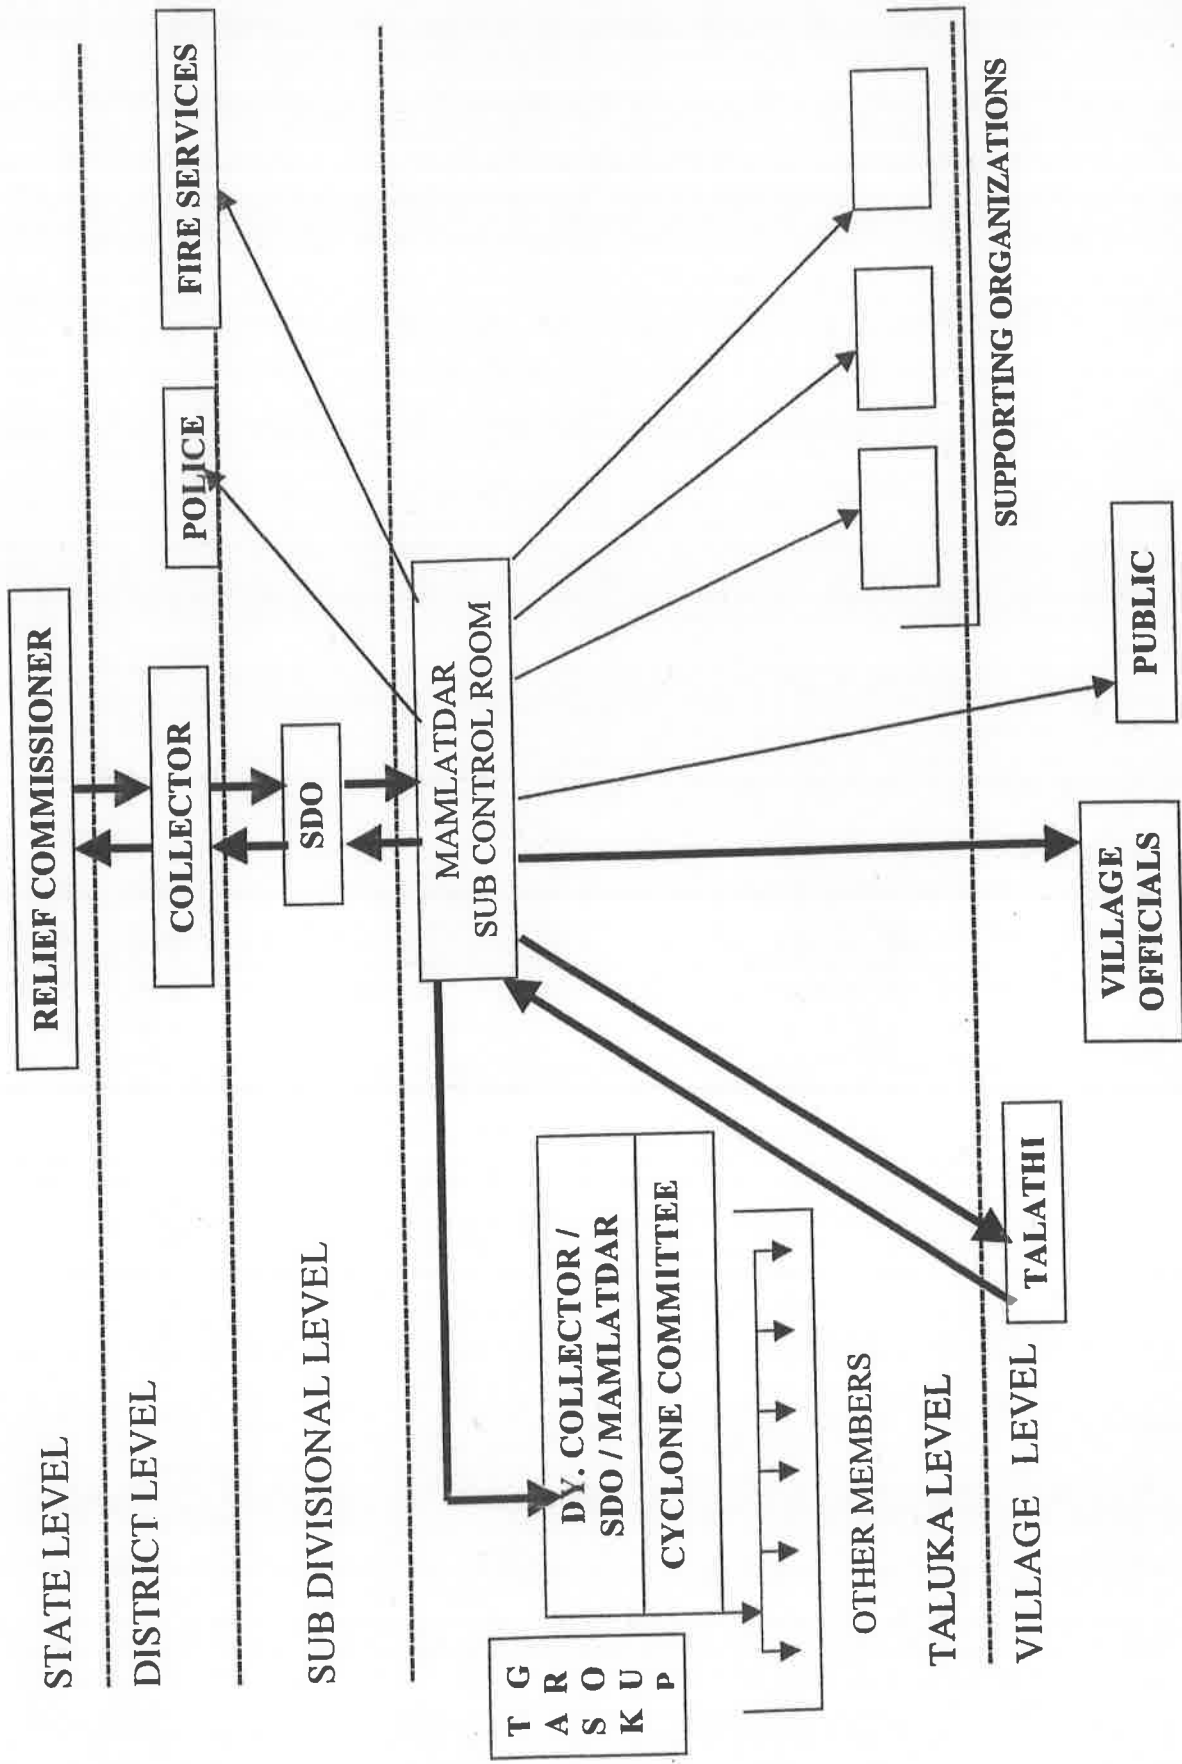 STATE LEVEL
RELIEF COMMISSIONER
DISTRICT LEVEL
COLLECTOR
POLICE
FIRE SERVICES
SUB DIVISIONAL LEVEL
SDO
MAMLATDAR
SUB CONTROL ROOM
T G
A R
S O
K U
P
DY. COLLECTOR /
SDO / MAMLATDAR
CYCLONE COMMITTEE
OTHER MEMBERS
TALUKA LEVEL
SUPPORTING ORGANIZATIONS
VILLAGE LEVEL
TALATHI
VILLAGE
OFFICIALS
PUBLIC